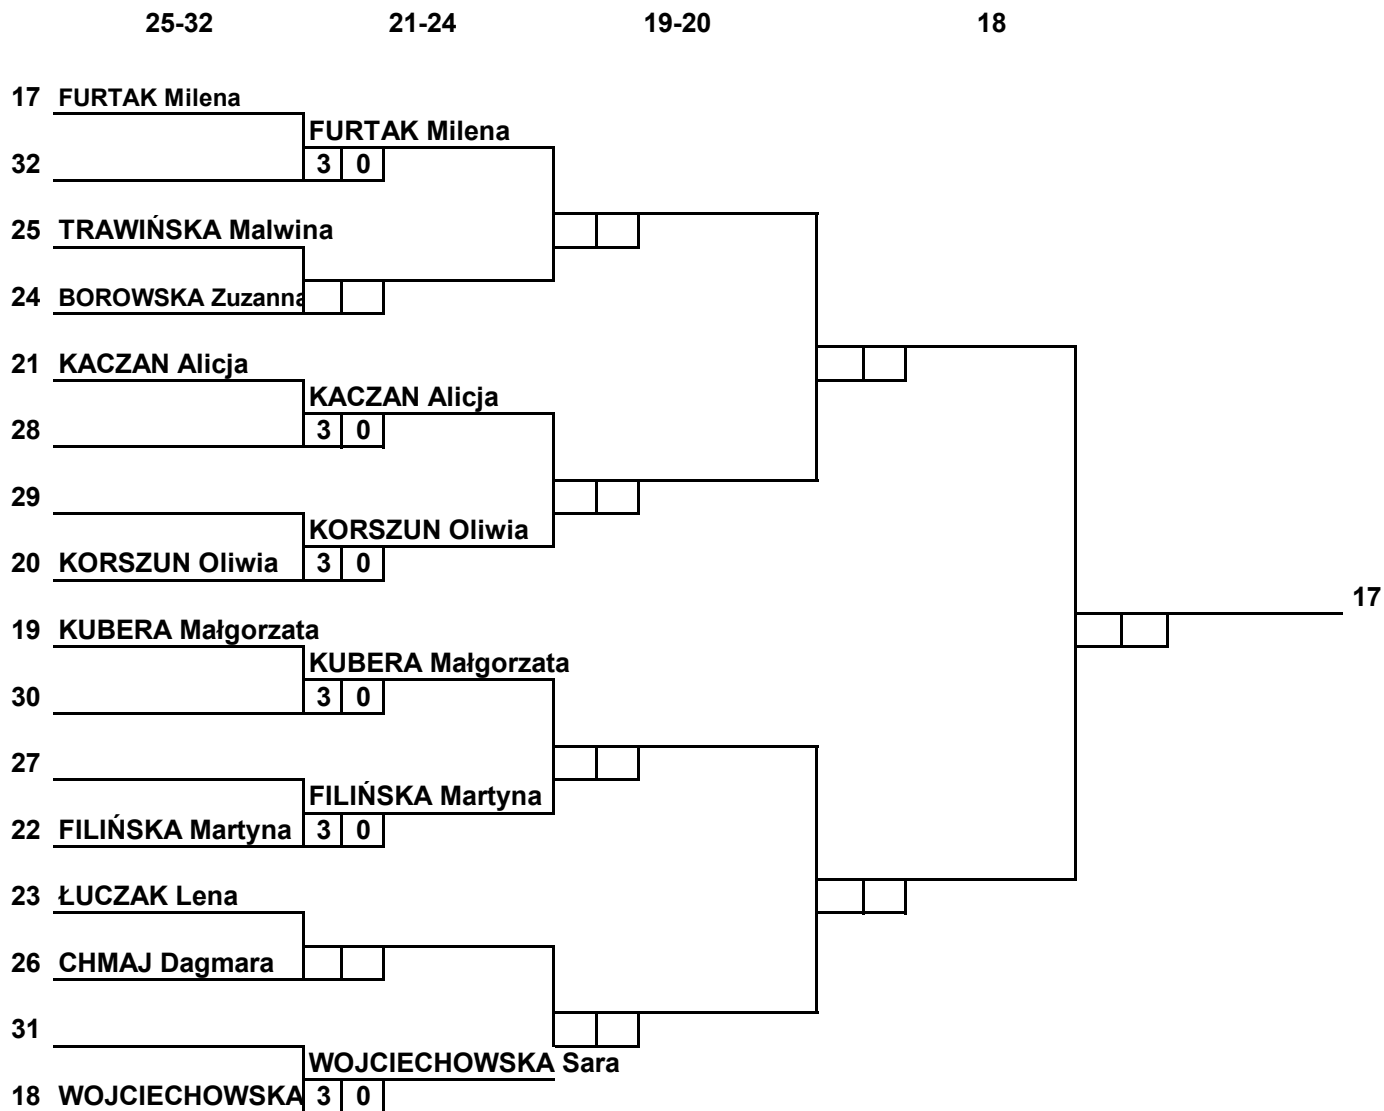 25-32 21-24 19-20 18
17 FURTAK Milena
FURTAK Milena
32 3 0
25 TRAWIŃSKA Malwina
24 BOROWSKA Zuzanna
21 KACZAN Alicja
KACZAN Alicja
28 3 0
29
KORSZUN Oliwia
20 KORSZUN Oliwia 3 0
17
19 KUBERA Małgorzata
KUBERA Małgorzata
30 3 0
27
FILIŃSKA Martyna
22 FILIŃSKA Martyna 3 0
23 ŁUCZAK Lena
26 CHMAJ Dagmara
31
WOJCIECHOWSKA Sara
18 WOJCIECHOWSKA 3 0